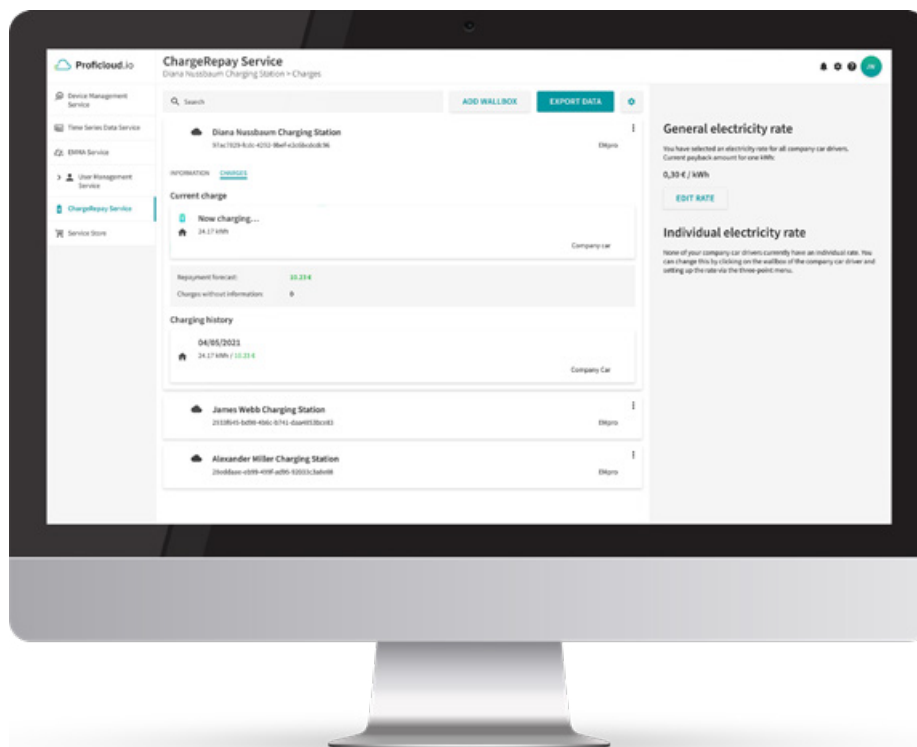 Proficloud.io
ChargeRepay Service
Diana Nussbaum Charging Station > Charges
Device Management
Service
Time Series Data Service
EMMA Service
User Management
Service
ChargeRepay Service
Service Store
Search
ADD WALLBOX
EXPORT DATA
Diana Nussbaum Charging Station
EMpro
INFORMATION
CHARGES
Current charge
Now charging...
24.17 kWh
Company car
Repayment forecast:
10.23 €
Charges without information:
0
Charging history
04/05/2021
24.17 kWh / 10.23 €
Company Car
James Webb Charging Station
EMpro
Alexander Miller Charging Station
EMpro
JW
General electricity rate
You have selected an electricity rate for all company car drivers.
Current payback amount for one kWh:
0,30 € / kWh
EDIT RATE
Individual electricity rate
None of your company car drivers currently have an individual rate. You
can change this by clicking on the wallbox of the company car driver and
setting up the rate via the three-point menu.